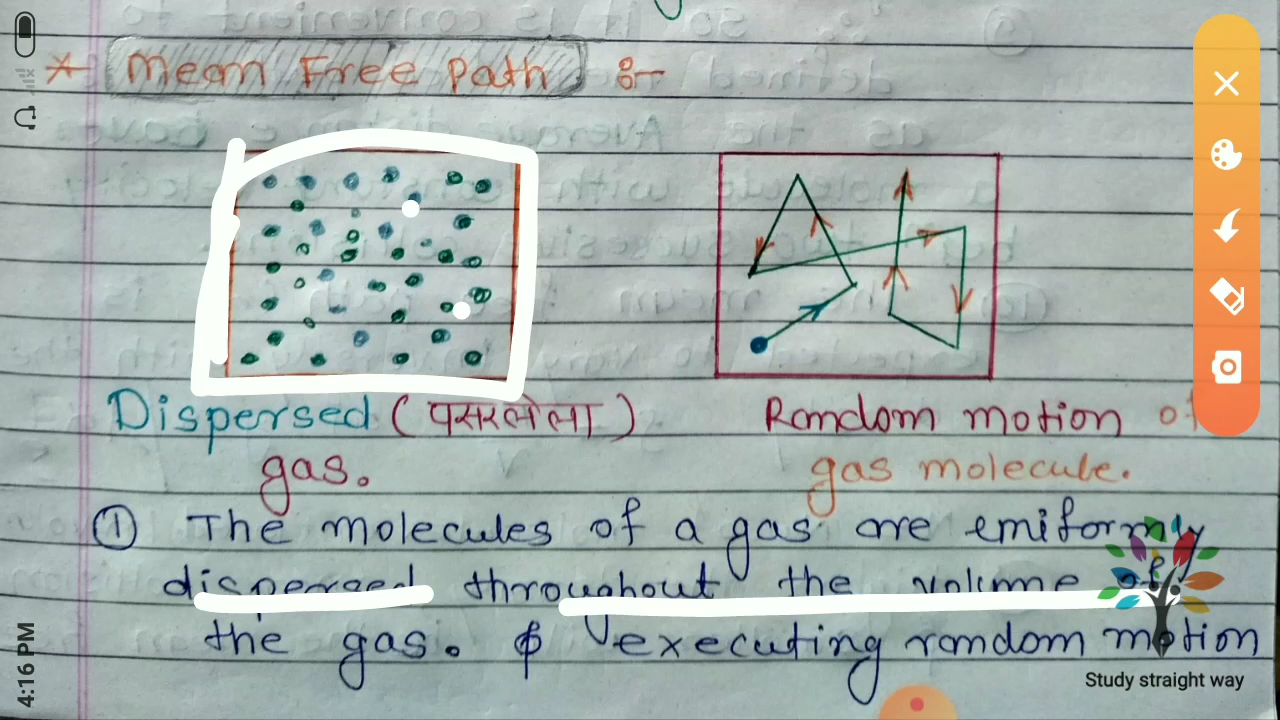 * Mean Free Path :-
Dispersed (पसरलेला)
gas.
Random motion of
gas molecule.
① The molecules of a gas are uniformly
dispersed throughout the volume of
the gas. & executing random motion
4:16 PM
Study straight way